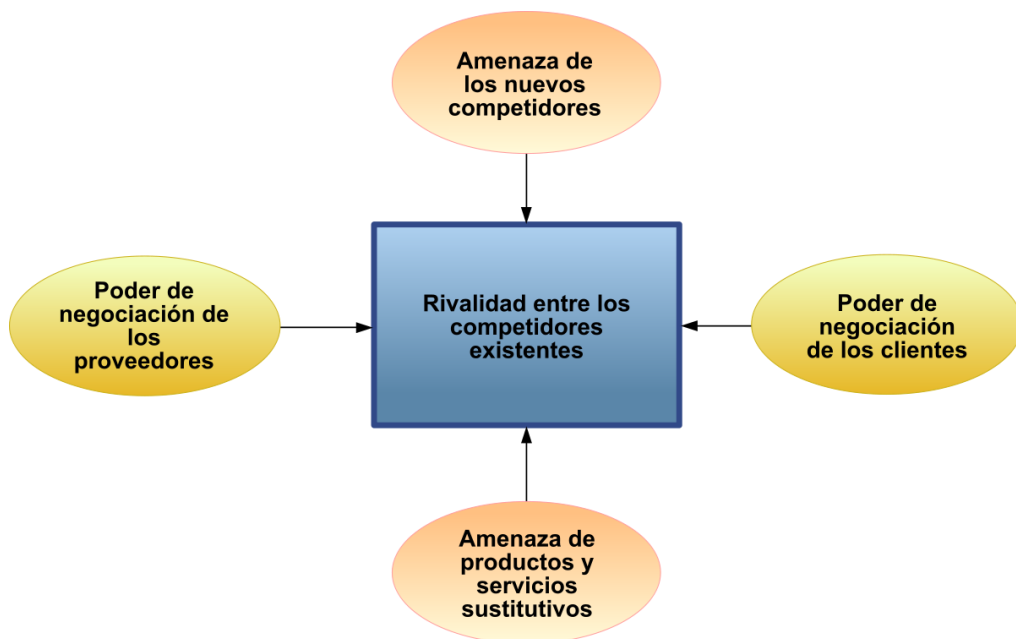 Amenaza de
los nuevos
competidores
Poder de
negociación de
los
proveedores
Rivalidad entre los
competidores
existentes
Poder de
negociación
de los clientes
Amenaza de
productos y
servicios
sustitutivos